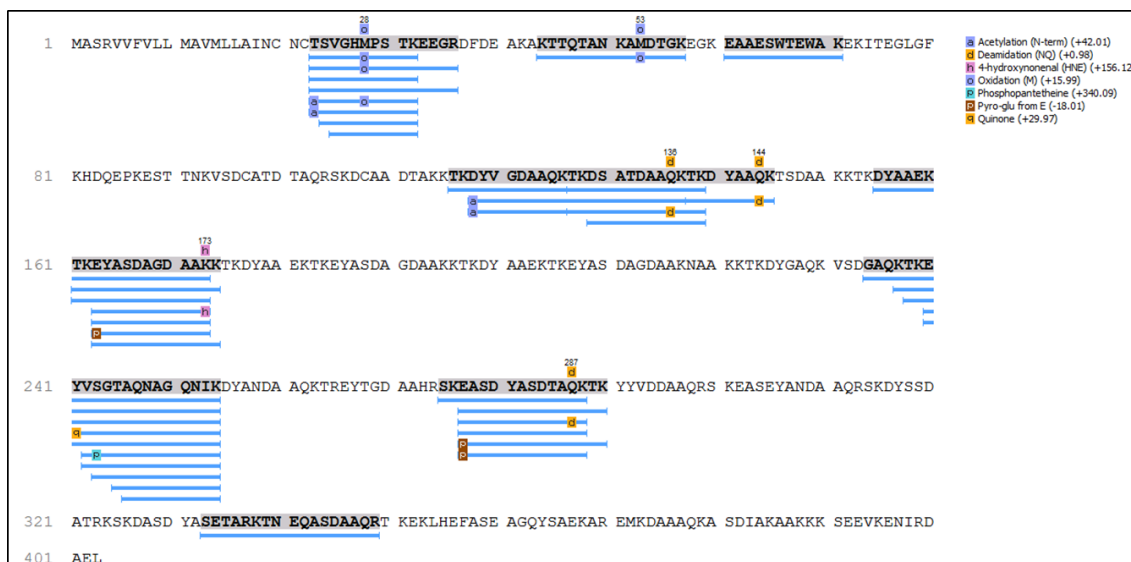 28 53
o o
1 MASRVVFVLL MAVMLLAINC NCTSVGHMPS TKEEGRDFDE AKAKTTQTAN KAMDTGKEGK EAAESWTEWA KEKITEGLGF
o o
a o
a
a Acetylation (N-term) (+42.01)
d Deamidation (NQ) (+0.98)
h 4-hydroxynonenal (HNE) (+156.12
o Oxidation (M) (+15.99)
p Phosphopantetheine (+340.09)
p Pyro-glu from E (-18.01)
q Quinone (+29.97)
136 144
d d
81 KHDQEPKEST TNKVSDCATD TAQRSKDCAA DTAKKTKDYV GDAAQKTKDS ATDAAQKTKD YAAQKTSDAA KKTKDYAAEK
a d
a d
173
h
161 TKEYASDAGD AAKKTKDYAA EKTKEYASDA GDAAKKTKDY AAEKTKEYAS DAGDAAKNAA KKTKDYGAQK VSDGAQKTKE
h
p
287
d
241 YVSGTAQNAG QNIKDYANDA AQKTREYTGD AAHRSKEASD YASDTAQKTK YYVDDAAQRS KEASEYANDA AQRSKDYSSD
d
q
p
p
p
321 ATRKSKDASD YASETARKTN EQASDAAQRT KEKLHEFASE AGQYSAEKAR EMKDAAAQKA SDIAKAAKKK SEEVKENIRD
401 AEL